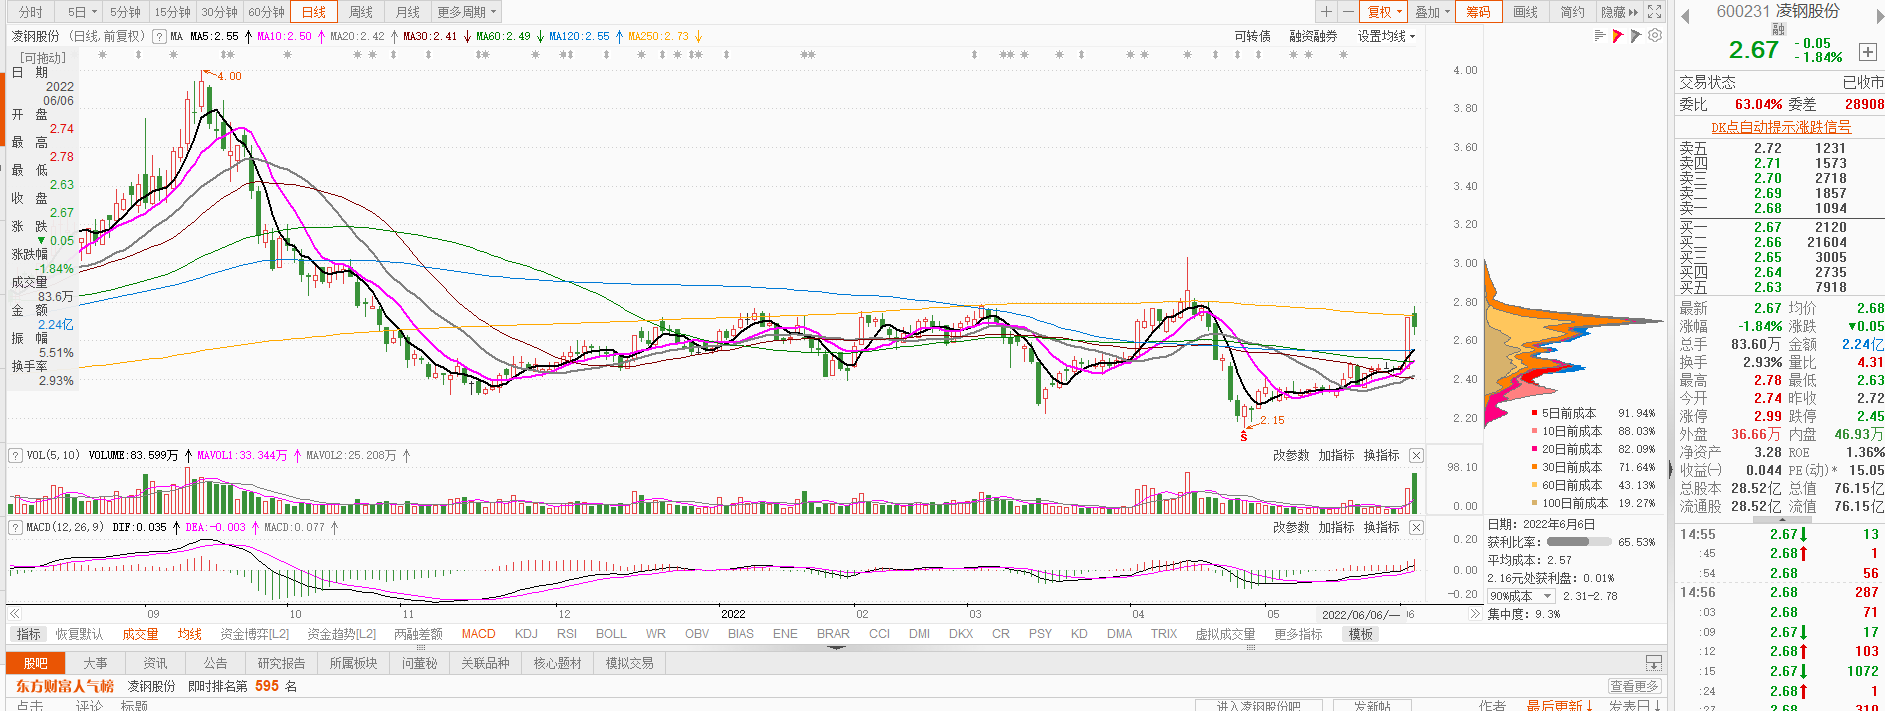 分时 5日 5分钟 15分钟 30分钟 60分钟 日线 周线 月线 更多周期 复权 叠加 筹码 画线 简约 隐藏
凌钢股份 (日线,前复权) ? MA MA5:2.55 MA10:2.50 MA20:2.42 MA30:2.41 MA60:2.49 MA120:2.55 MA250:2.73 可转债 融资融券 设置均线
[可拖动]
日 期
2022
06/06
开 盘
2.74
最 高
2.78
最 低
2.63
收 盘
2.67
涨 跌
▼0.05
涨跌幅
-1.84%
成交量
83.6万
金 额
2.24亿
振 幅
5.51%
换手率
2.93%
4.00
2.15
S
4.00
3.80
3.60
3.40
3.20
3.00
2.80
2.60
2.40
2.20
? VOL(5,10) VOLUME:83.599万 MAVOL1:33.344万 MAVOL2:25.208万 改参数 加指标 换指标
98.10
0.00
? MACD(12,26,9) DIF:0.035 DEA:-0.003 MACD:0.077 改参数 加指标 换指标
0.20
0.00
-0.20
09 10 11 12 2022 02 03 04 05 2022/06/06/一 06
指标 恢复默认 成交量 均线 资金博弈[L2] 资金趋势[L2] 两融差额 MACD KDJ RSI BOLL WR OBV BIAS ENE BRAR CCI DMI DKX CR PSY KD DMA TRIX 虚拟成交量 更多指标 模板
5日前成本 91.94%
10日前成本 88.03%
20日前成本 82.09%
30日前成本 71.64%
60日前成本 43.13%
100日前成本 19.27%
日期: 2022年6月6日
获利比率: 65.53%
平均成本: 2.57
2.16元处获利盘: 0.01%
90%成本 2.31-2.78
集中度: 9.3%
股吧 大事 资讯 公告 研究报告 所属板块 问董秘 关联品种 核心题材 模拟交易
东方财富人气榜 凌钢股份 即时排名第 595 名 查看更多
点击 评论 标题 进入凌钢股份吧 发新帖 作者 最后更新↓ 发表日↓
600231 凌钢股份
融
2.67 -0.05
-1.84%
交易状态 已收市
委比 63.04% 委差 28908
DK点自动提示涨跌信号
卖五 2.72 1231
卖四 2.71 1573
卖三 2.70 2718
卖二 2.69 1857
卖一 2.68 1094
买一 2.67 2120
买二 2.66 21604
买三 2.65 3005
买四 2.64 2735
买五 2.63 7918
最新 2.67 均价 2.68
涨幅 -1.84% 涨跌 ▼0.05
总手 83.60万 金额 2.24亿
换手 2.93% 量比 4.31
最高 2.78 最低 2.63
今开 2.74 昨收 2.72
涨停 2.99 跌停 2.45
外盘 36.66万 内盘 46.93万
净资产 3.28 ROE 1.36%
收益(一) 0.044 PE(动)* 15.05
总股本 28.52亿 总值 76.15亿
流通股 28.52亿 流值 76.15亿
14:55 2.67↓ 13
:45 2.68↑ 1
:54 2.68 56
14:56 2.68 287
:03 2.68 71
:09 2.67↓ 17
:12 2.68↑ 103
:15 2.67↓ 1072
:24 2.68↑ 1
:27 2.68 310